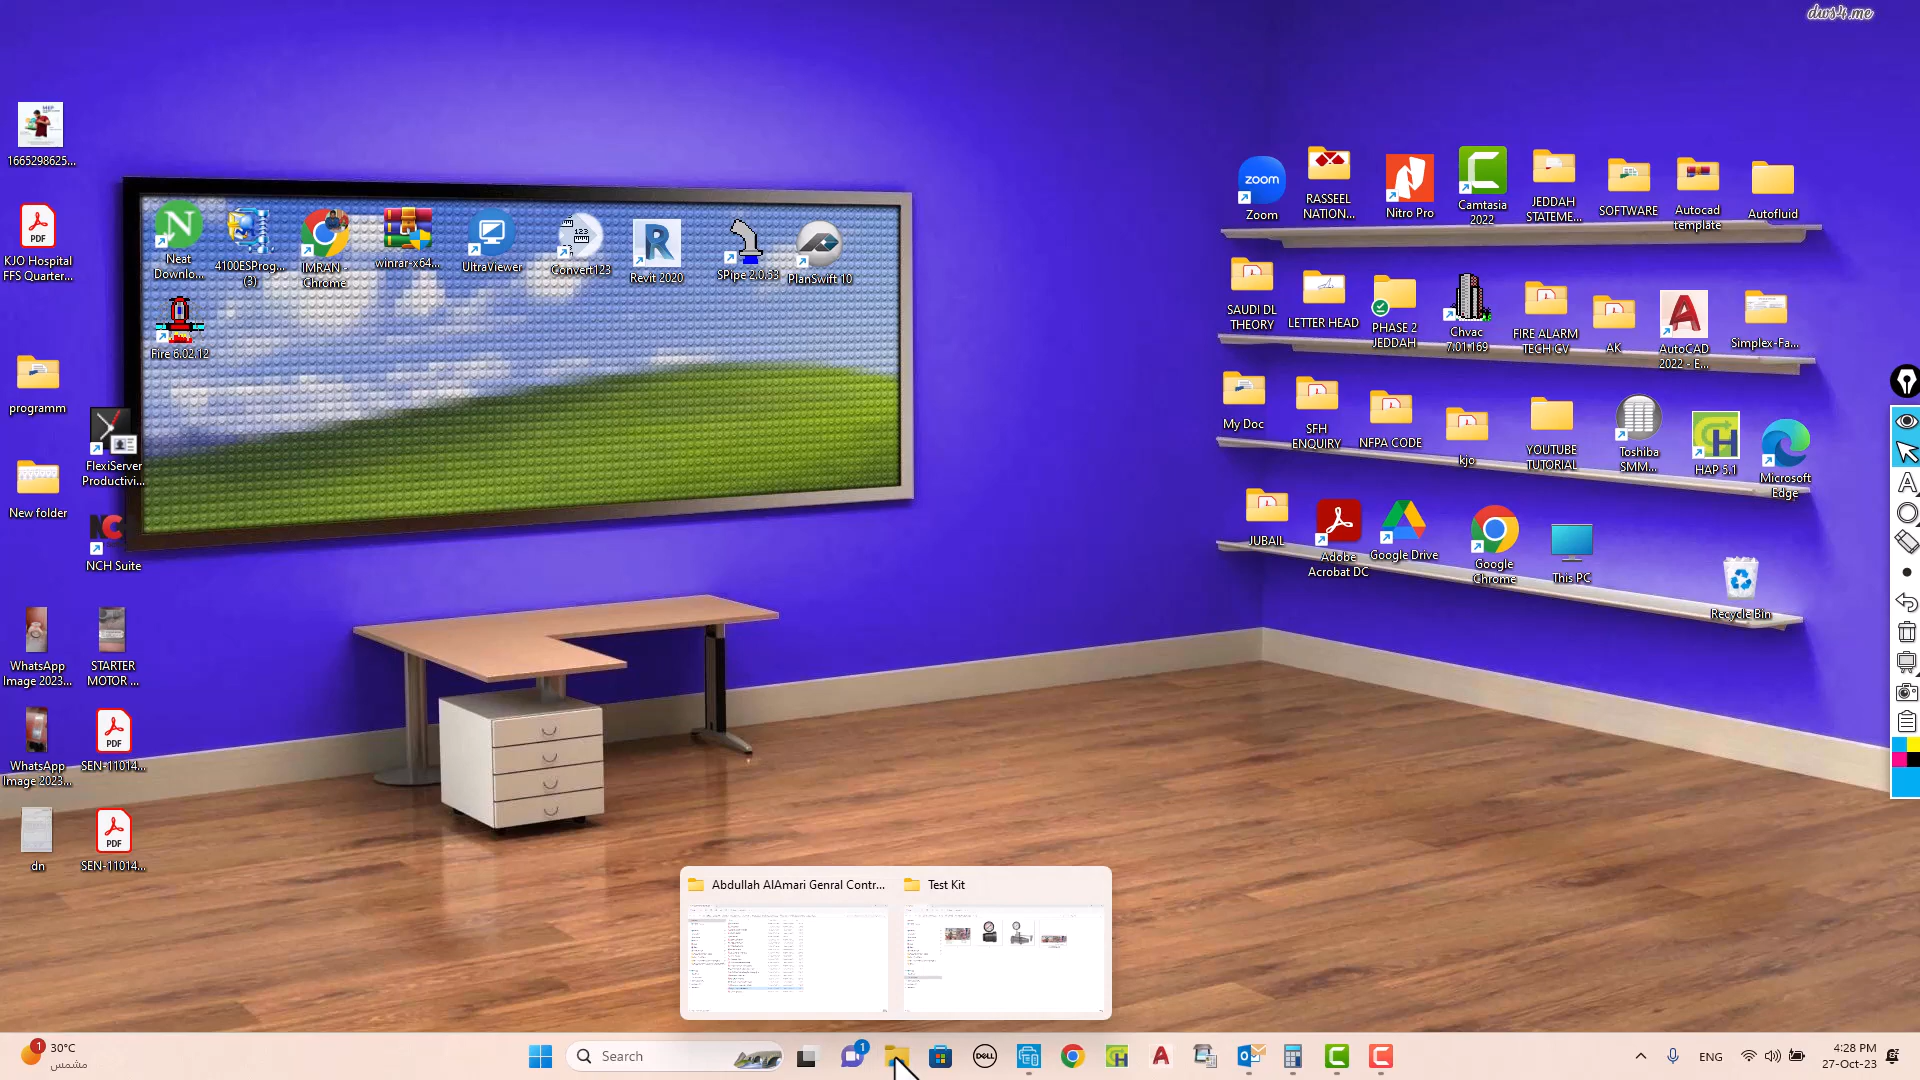 dws4.me
1665298625...
KJO Hospital
FFS Quarter...
programm
New folder
WhatsApp
Image 2023...
WhatsApp
Image 2023...
dn
FlexiServer
Productivi...
NCH Suite
STARTER
MOTOR ...
SEN-11014...
SEN-11014...
Neat
Downlo...
4100ESProg...
(3)
IMRAN -
Chrome
winrar-x64...
UltraViewer
Convert123
Revit 2020
SPipe 2.0.53
PlanSwift 10
Fire 6.02.12
zoom
Zoom
RASSEEL
NATION...
Nitro Pro
Camtasia
2022
JEDDAH
STATEME...
SOFTWARE
Autocad
template
Autofluid
SAUDI DL
THEORY
LETTER HEAD
PHASE 2
JEDDAH
Chvac
7.01.169
FIRE ALARM
TECH CV
AK
AutoCAD
2022 - E...
Simplex-Fa...
My Doc
SFH
ENQUIRY
NFPA CODE
kjo
YOUTUBE
TUTORIAL
Toshiba
SMM...
HAP 5.1
Microsoft
Edge
JUBAIL
Adobe
Acrobat DC
Google Drive
Google
Chrome
This PC
Recycle Bin
Abdullah AlAmari Genral Contr...
Test Kit
1
30°C
مشمس
Search
1
DELL
ENG
4:28 PM
27-Oct-23